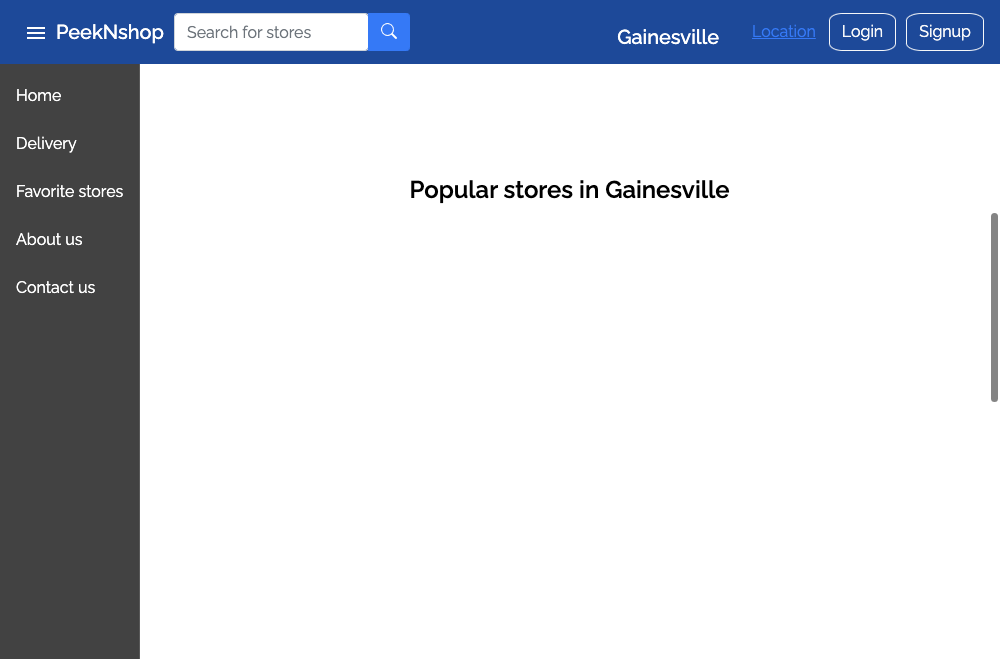 PeekNshop
Search for stores
Gainesville
Location
Login
Signup
Home
Delivery
Favorite stores
About us
Contact us
Popular stores in Gainesville